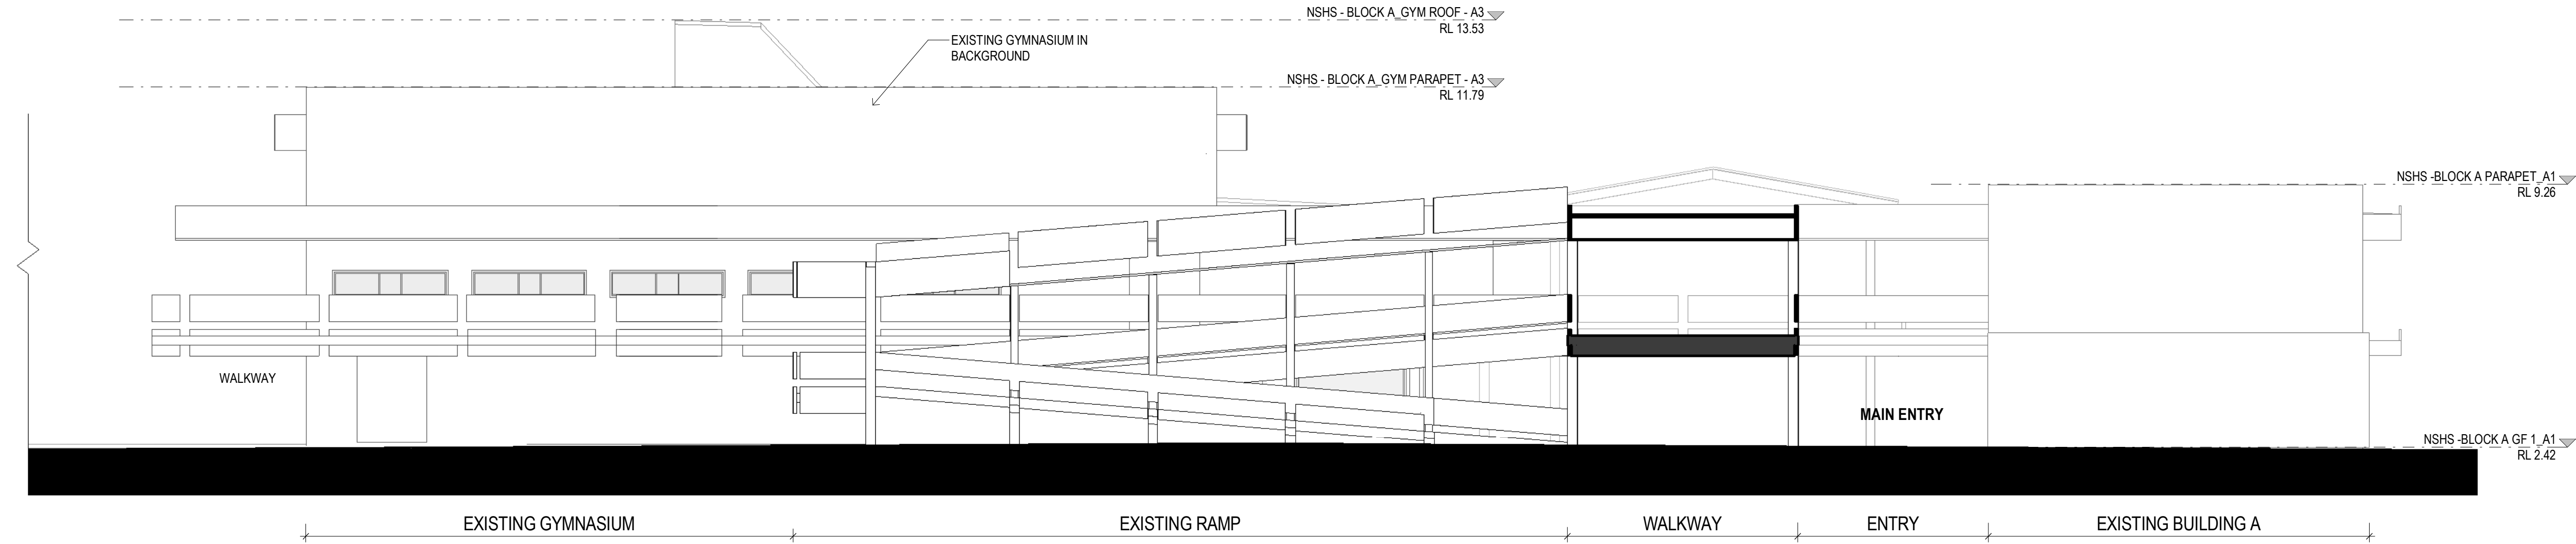 NSHS - BLOCK A_GYM ROOF - A3
RL 13.53
EXISTING GYMNASIUM IN
BACKGROUND
NSHS - BLOCK A_GYM PARAPET - A3
RL 11.79
NSHS -BLOCK A PARAPET_A1
RL 9.26
WALKWAY
MAIN ENTRY
NSHS -BLOCK A GF 1_A1
RL 2.42
EXISTING GYMNASIUM
EXISTING RAMP
WALKWAY
ENTRY
EXISTING BUILDING A